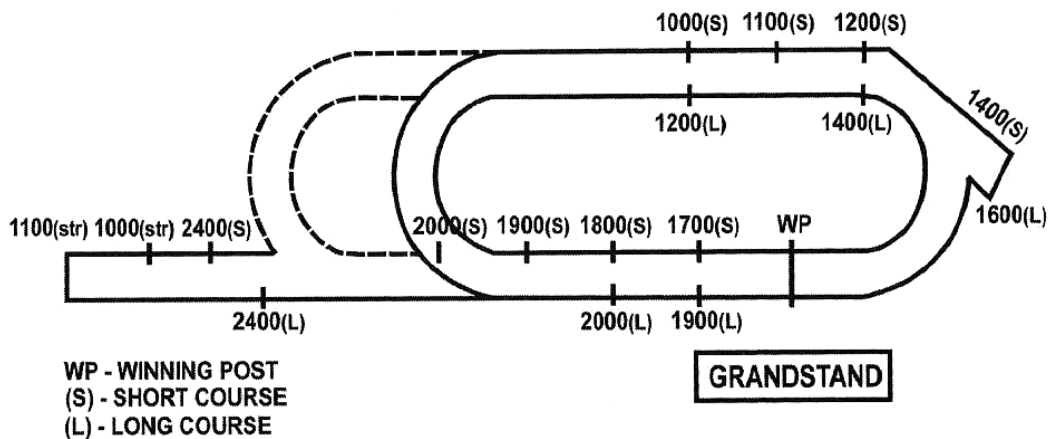 1000(S) 1100(S) 1200(S)
1200(L) 1400(L)
1400(S)
1600(L)
1100(str) 1000(str) 2400(S) 2000(S) 1900(S) 1800(S) 1700(S) WP
2400(L) 2000(L) 1900(L)
WP - WINNING POST
(S) - SHORT COURSE
(L) - LONG COURSE
GRANDSTAND